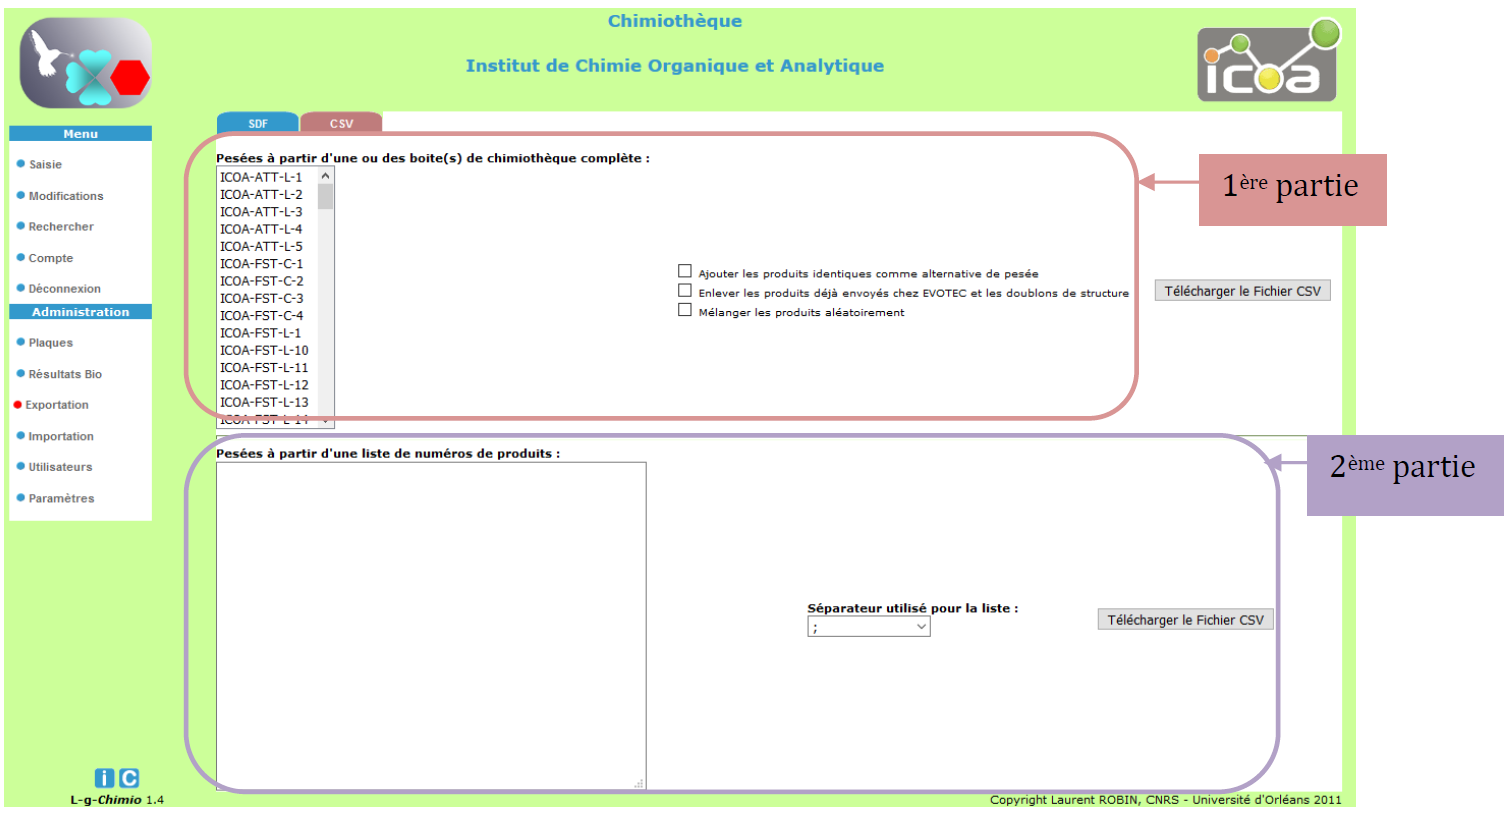 Chimiothèque
Institut de Chimie Organique et Analytique
icoa
Menu
Saisie
Modifications
Rechercher
Compte
Déconnexion
Administration
Plaques
Résultats Bio
Exportation
Importation
Utilisateurs
Paramètres
SDF
CSV
Pesées à partir d'une ou des boite(s) de chimiothèque complète :
ICOA-ATT-L-1
ICOA-ATT-L-2
ICOA-ATT-L-3
ICOA-ATT-L-4
ICOA-ATT-L-5
ICOA-FST-C-1
ICOA-FST-C-2
ICOA-FST-C-3
ICOA-FST-C-4
ICOA-FST-L-1
ICOA-FST-L-10
ICOA-FST-L-11
ICOA-FST-L-12
ICOA-FST-L-13
ICOA-FST-L-14
Ajouter les produits identiques comme alternative de pesée
Enlever les produits déjà envoyés chez EVOTEC et les doublons de structure
Mélanger les produits aléatoirement
Télécharger le Fichier CSV
1ère partie
Pesées à partir d'une liste de numéros de produits :
Séparateur utilisé pour la liste :
;
Télécharger le Fichier CSV
2ème partie
i C
L-g-Chimio 1.4
Copyright Laurent ROBIN, CNRS - Université d'Orléans 2011